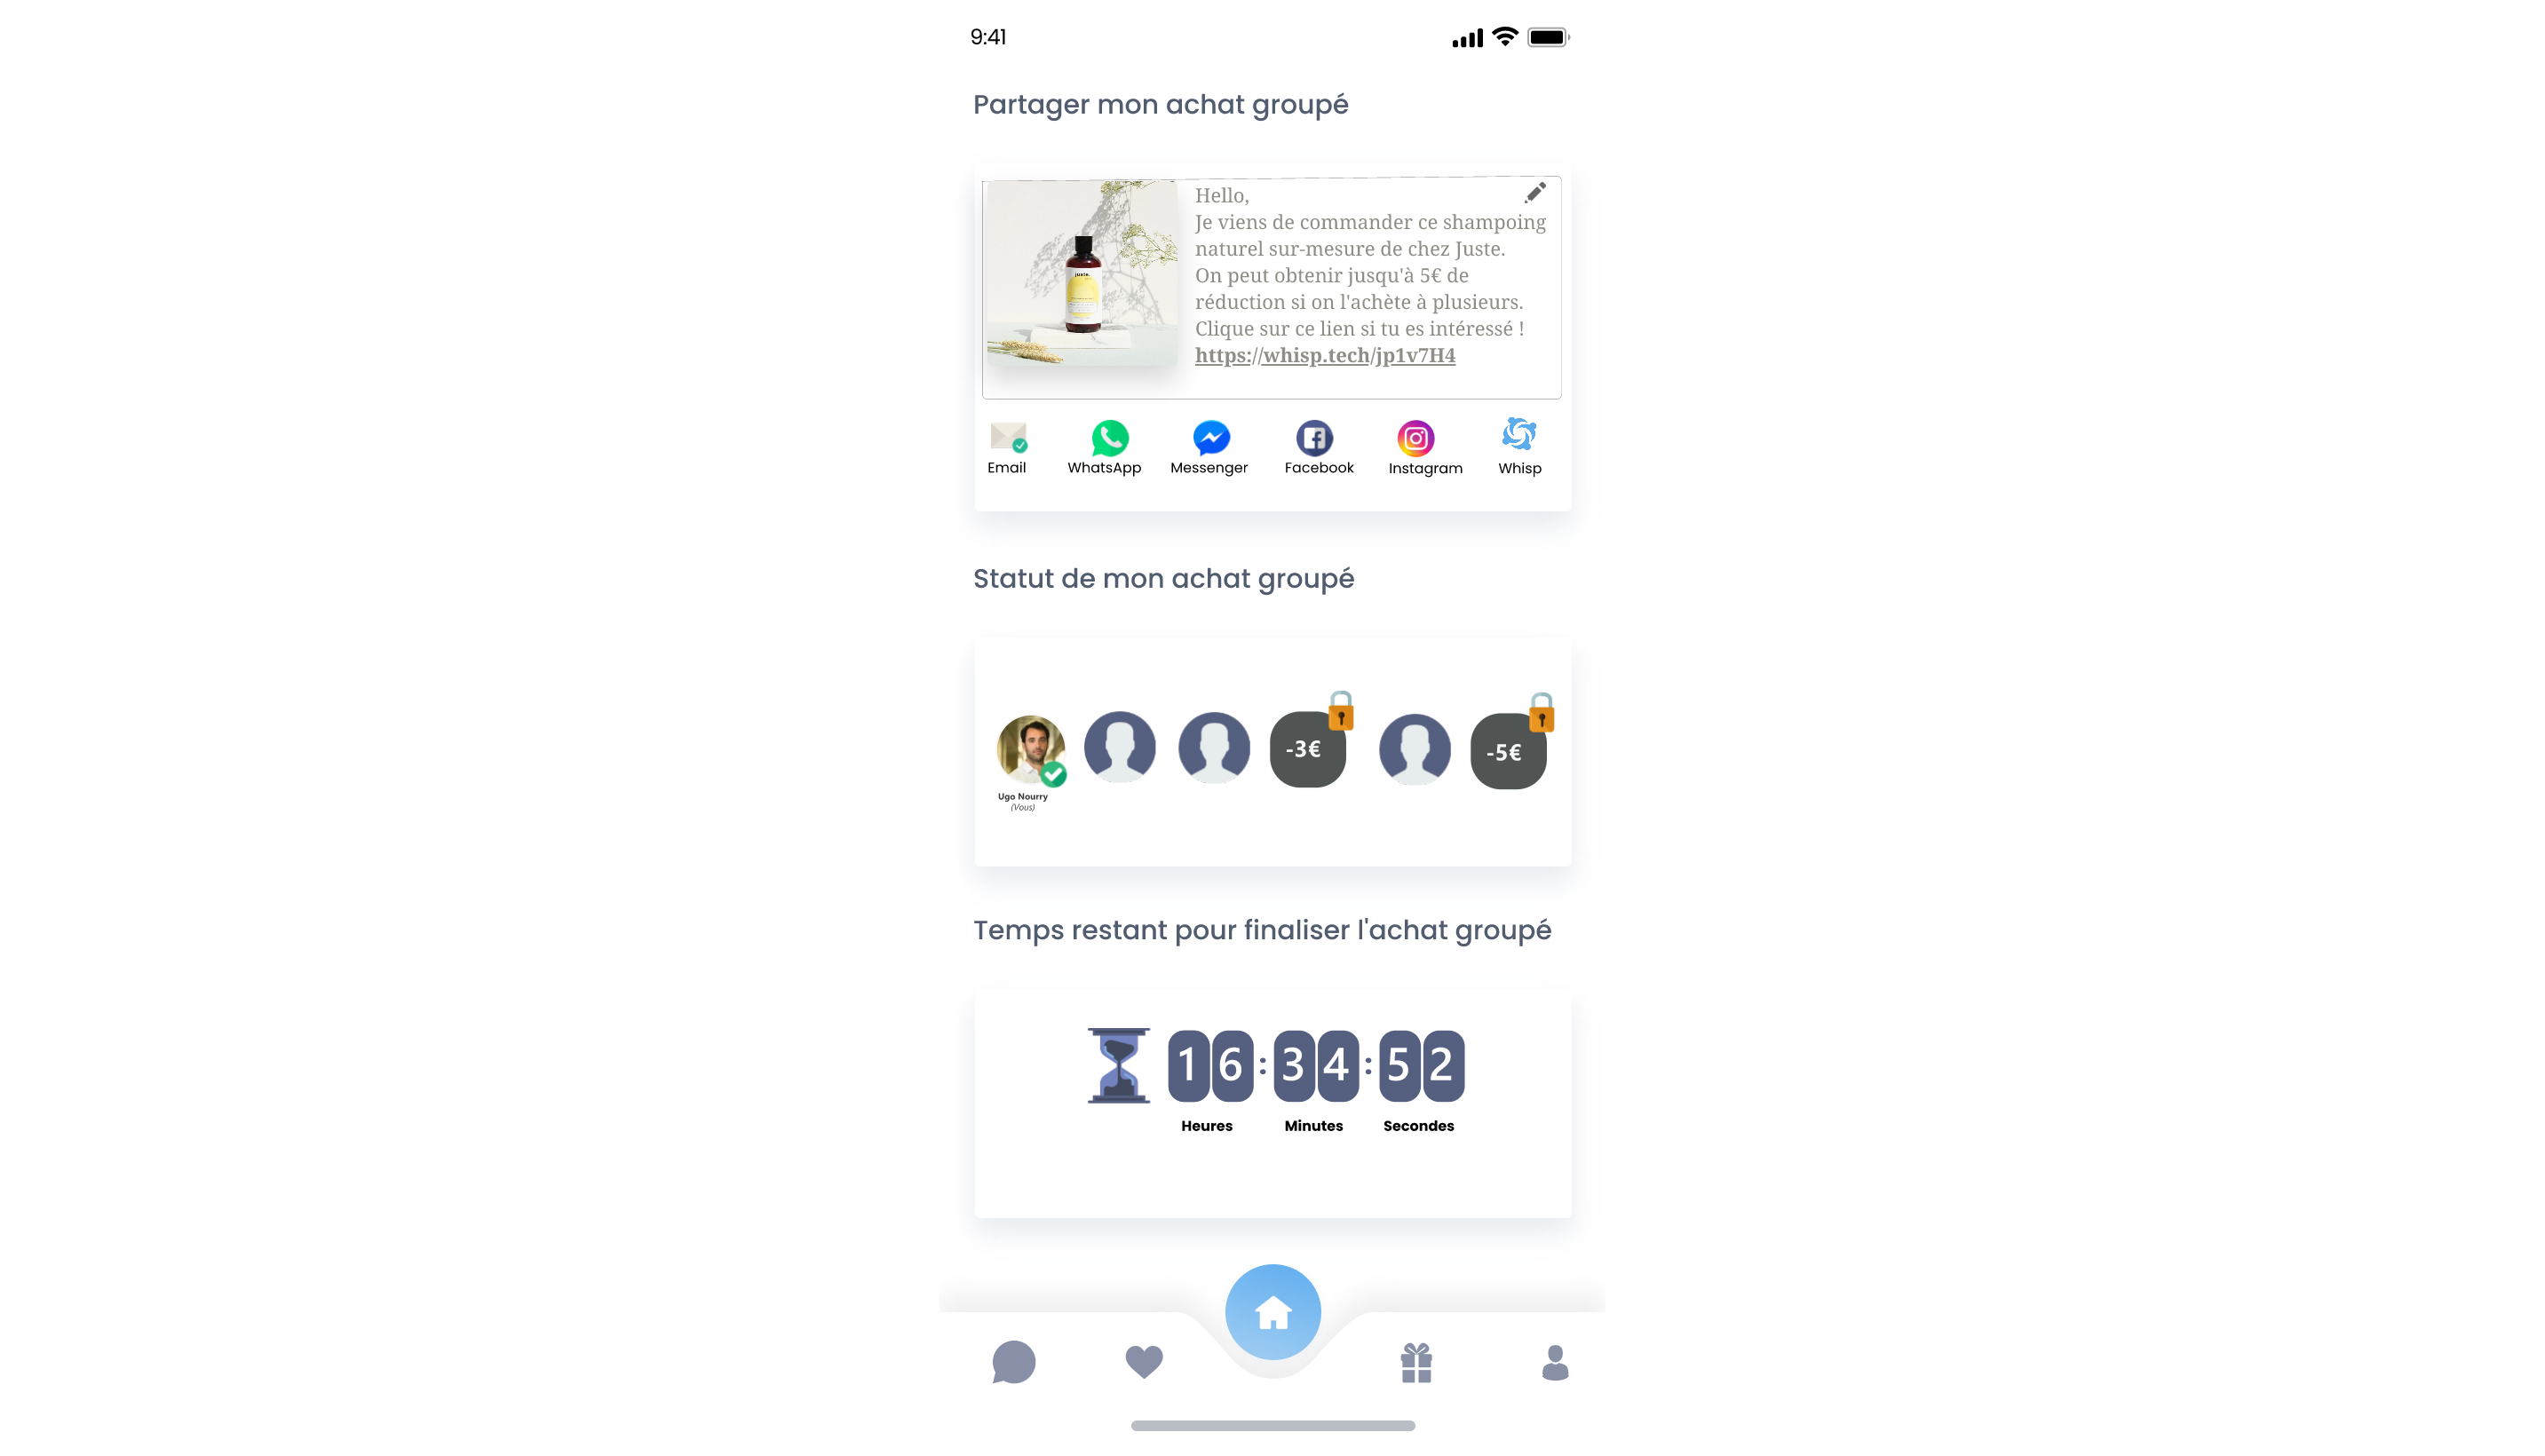 9:41
Partager mon achat groupé
juste.
Hello,
Je viens de commander ce shampoing
naturel sur-mesure de chez Juste.
On peut obtenir jusqu'à 5€ de
réduction si on l'achète à plusieurs.
Clique sur ce lien si tu es intéressé !
https://whisp.tech/jp1v7H4
Email WhatsApp Messenger Facebook Instagram Whisp
Statut de mon achat groupé
-3€ -5€
Ugo Nourry
(Vous)
Temps restant pour finaliser l'achat groupé
16:34:52
Heures Minutes Secondes